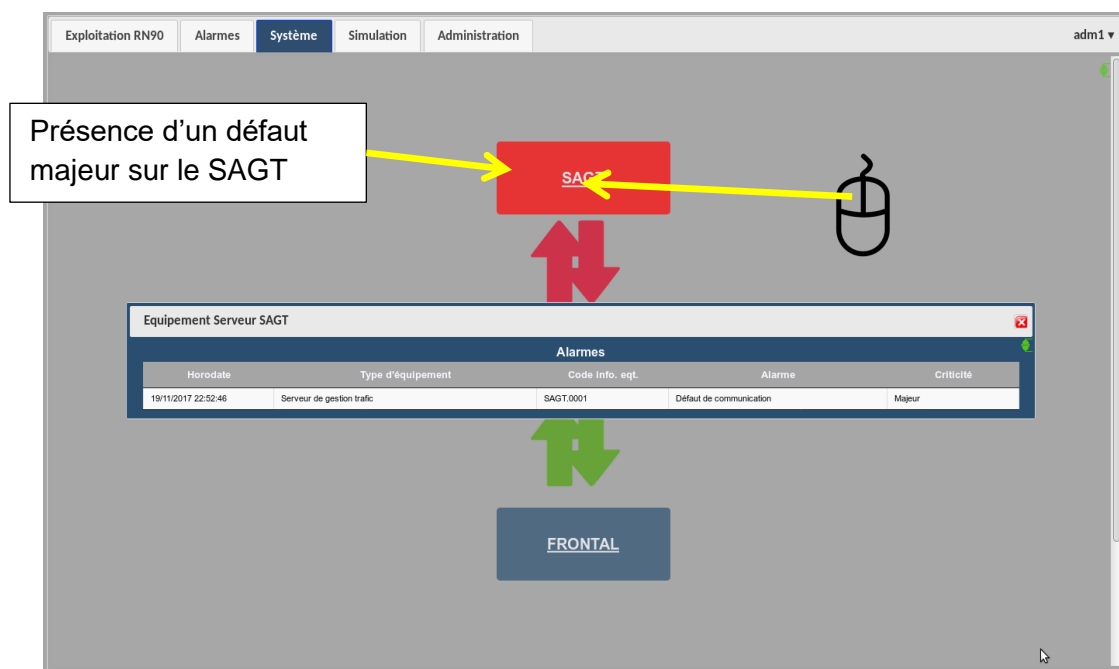 Exploitation RN90 Alarmes Système Simulation Administration adm1 ▾
Présence d'un défaut
majeur sur le SAGT
SAGT
Equipement Serveur SAGT
Alarmes
Horodate Type d'équipement Code info. eqt. Alarme Criticité
19/11/2017 22:52:46 Serveur de gestion trafic SAGT.0001 Défaut de communication Majeur
FRONTAL